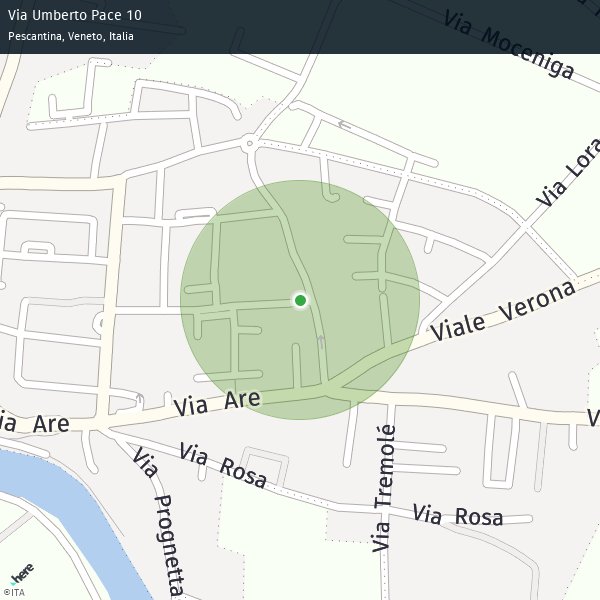 Via Umberto Pace 10
Pescantina, Veneto, Italia
Via Moceniga
Via Lora
Viale Verona
Via Are
ia Are
Via Rosa
Via Tremolé
Via Rosa
Via Prognetta
here
©ITA